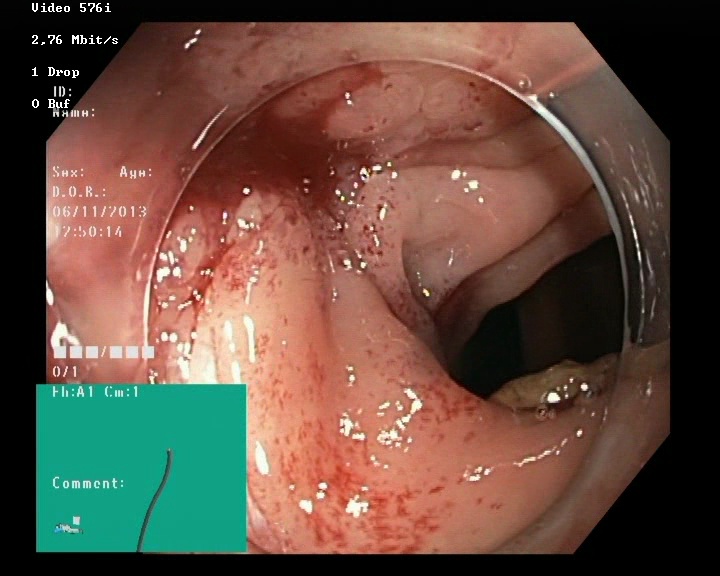 Video 576i
2,76 Mbit/s
1 Drop
0 Buf
ID:
Name:
Sex: Age:
D.O.B.:
06/11/2013
12:50:14
0/1
Eh:A1 Cm:1
Comment: